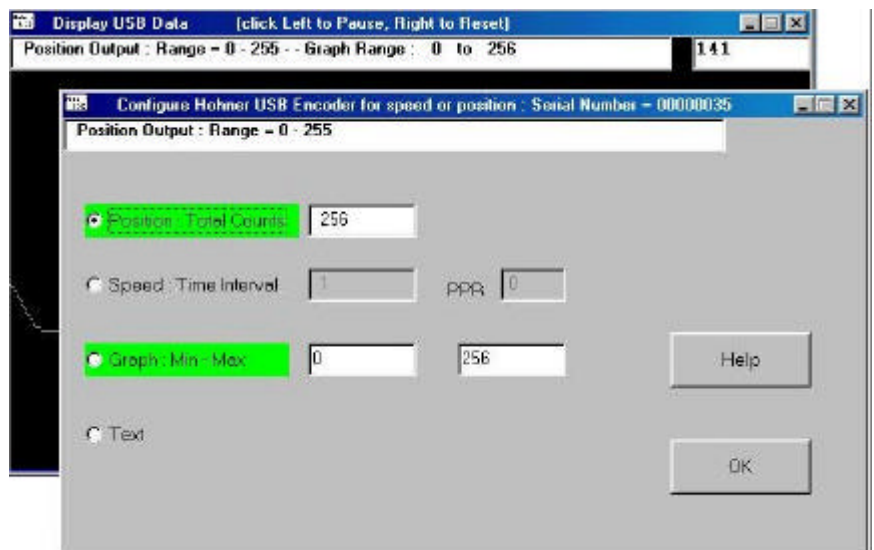 Display USB Data (click Left to Pause, Right to Reset)
Position Output : Range = 0 - 255 - - Graph Range : 0 to 256
141
Configure Hohner USB Encoder for speed or position : Serial Number = 00000035
Position Output : Range = 0 - 255
Position : Total Counts 256
Speed : Time Interval 1 PPR 0
Graph : Min - Max 0 256
Help
Text
OK